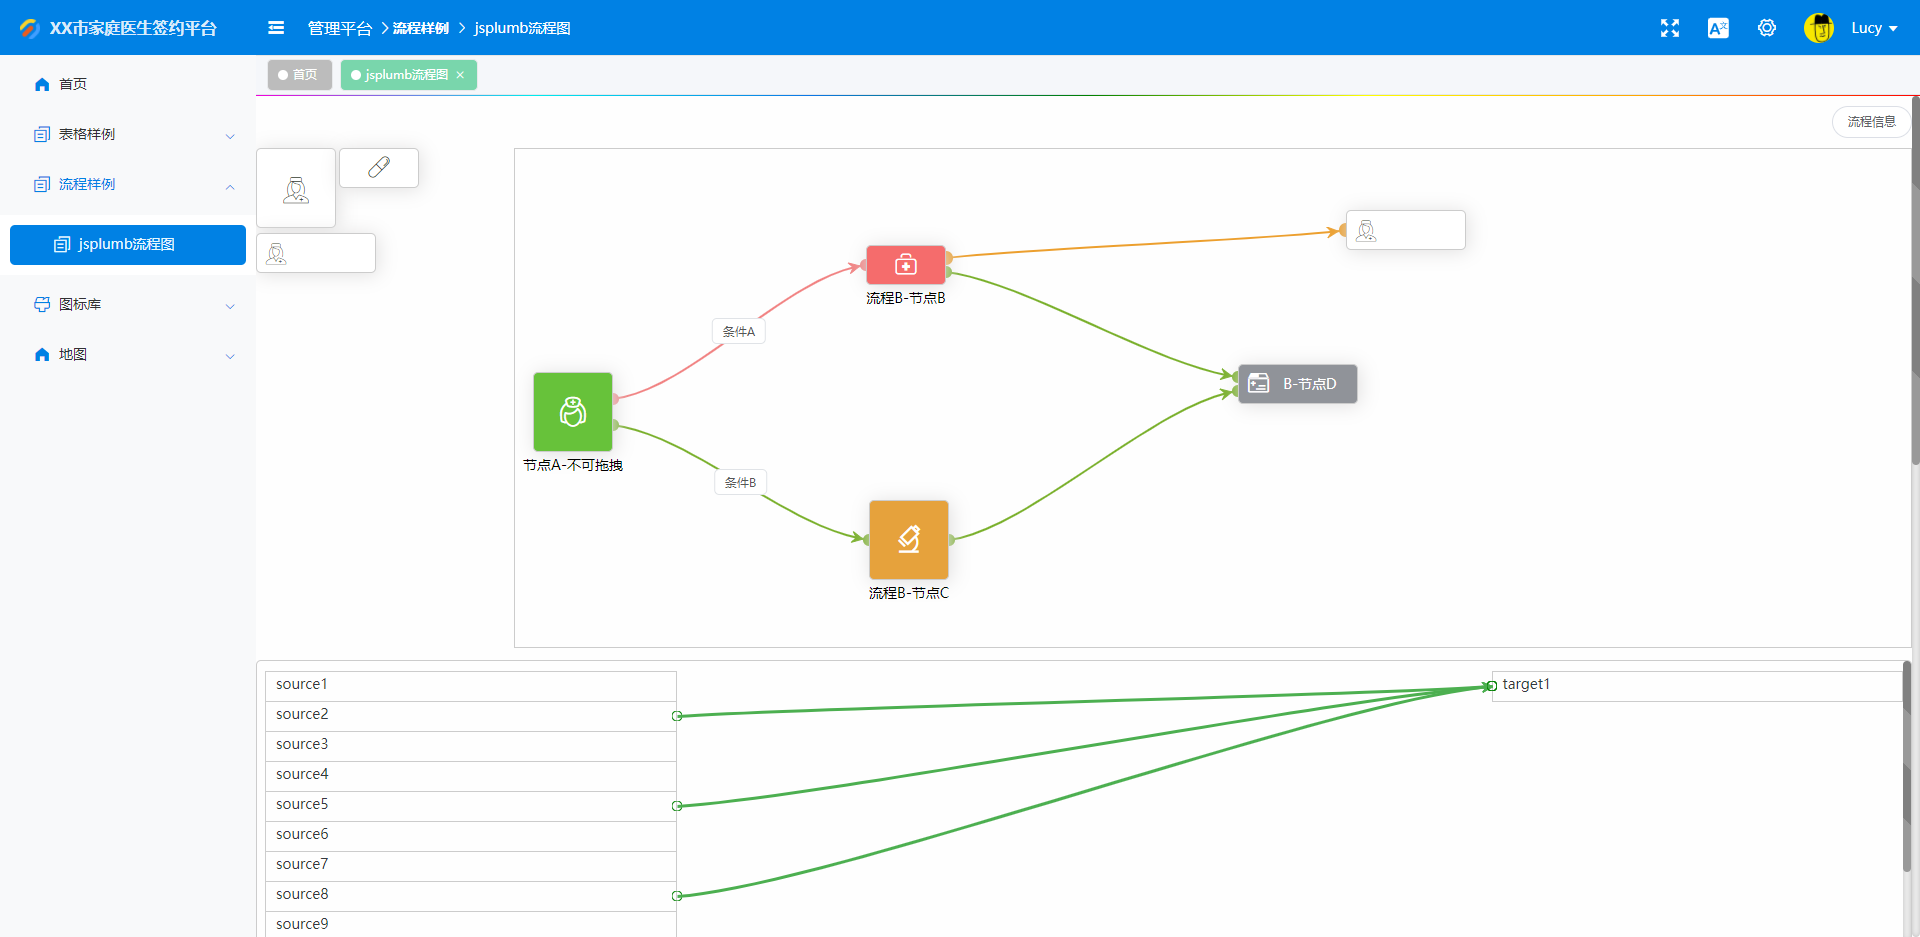 XX市家庭医生签约平台
管理平台 > 流程样例 > jsplumb流程图
A文
Lucy
首页
表格样例
流程样例
jsplumb流程图
图标库
地图
首页
jsplumb流程图 ×
流程信息
流程B-节点B
条件A
B-节点D
节点A-不可拖拽
条件B
流程B-节点C
source1
source2
source3
source4
source5
source6
source7
source8
source9
target1